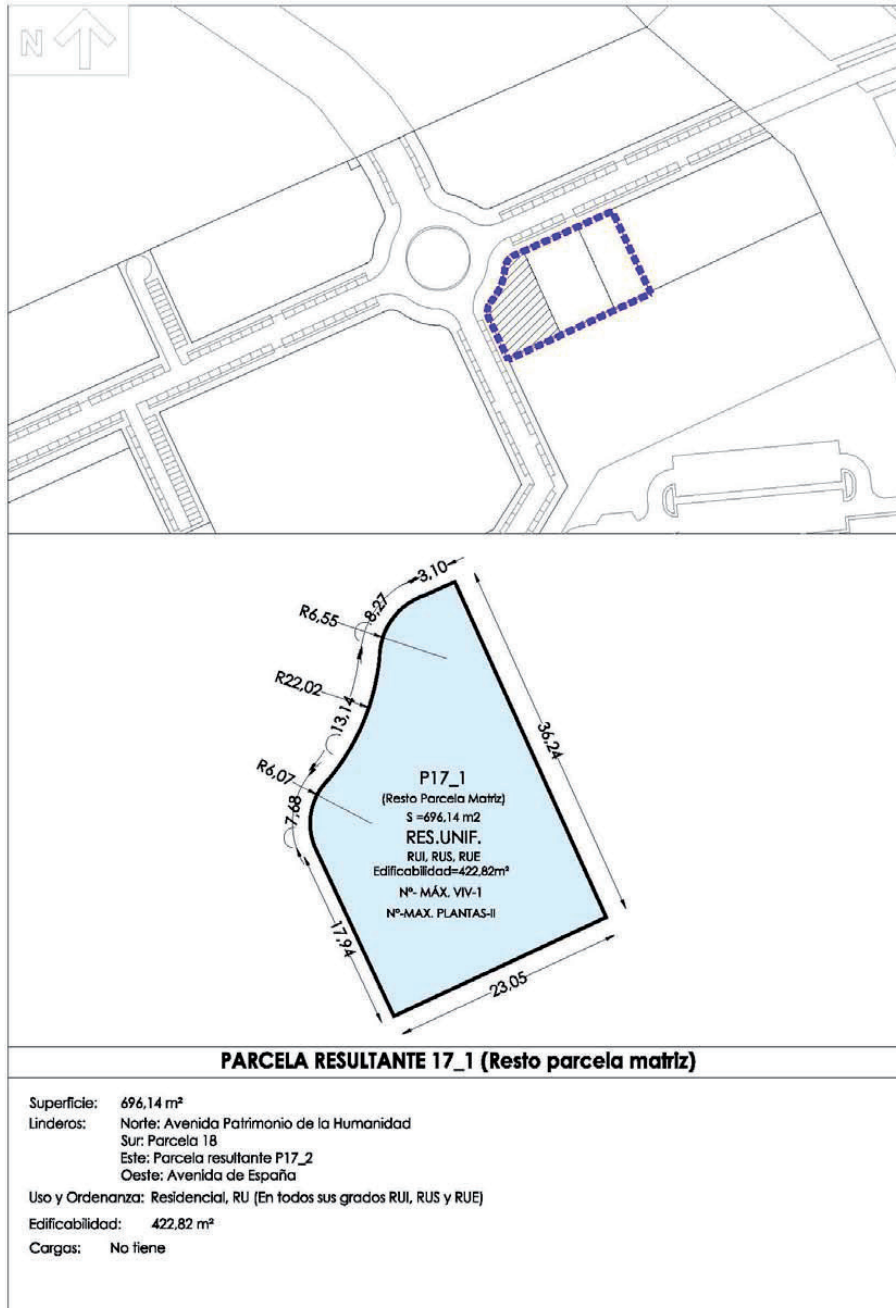 N
3,10
8,27
R6,55
R22,02
13,14
36,24
R6,07
7,68
P17_1
(Resto Parcela Matriz)
S =696,14 m2
RES.UNIF.
RUI, RUS, RUE
Edificabilidad=422,82m²
Nº- MÁX. VIV-1
Nº-MAX. PLANTAS-II
17,94
23,05
PARCELA RESULTANTE 17_1 (Resto parcela matriz)
Superficie: 696,14 m²
Linderos: Norte: Avenida Patrimonio de la Humanidad
Sur: Parcela 18
Este: Parcela resultante P17_2
Oeste: Avenida de España
Uso y Ordenanza: Residencial, RU (En todos sus grados RUI, RUS y RUE)
Edificabilidad: 422,82 m²
Cargas: No tiene